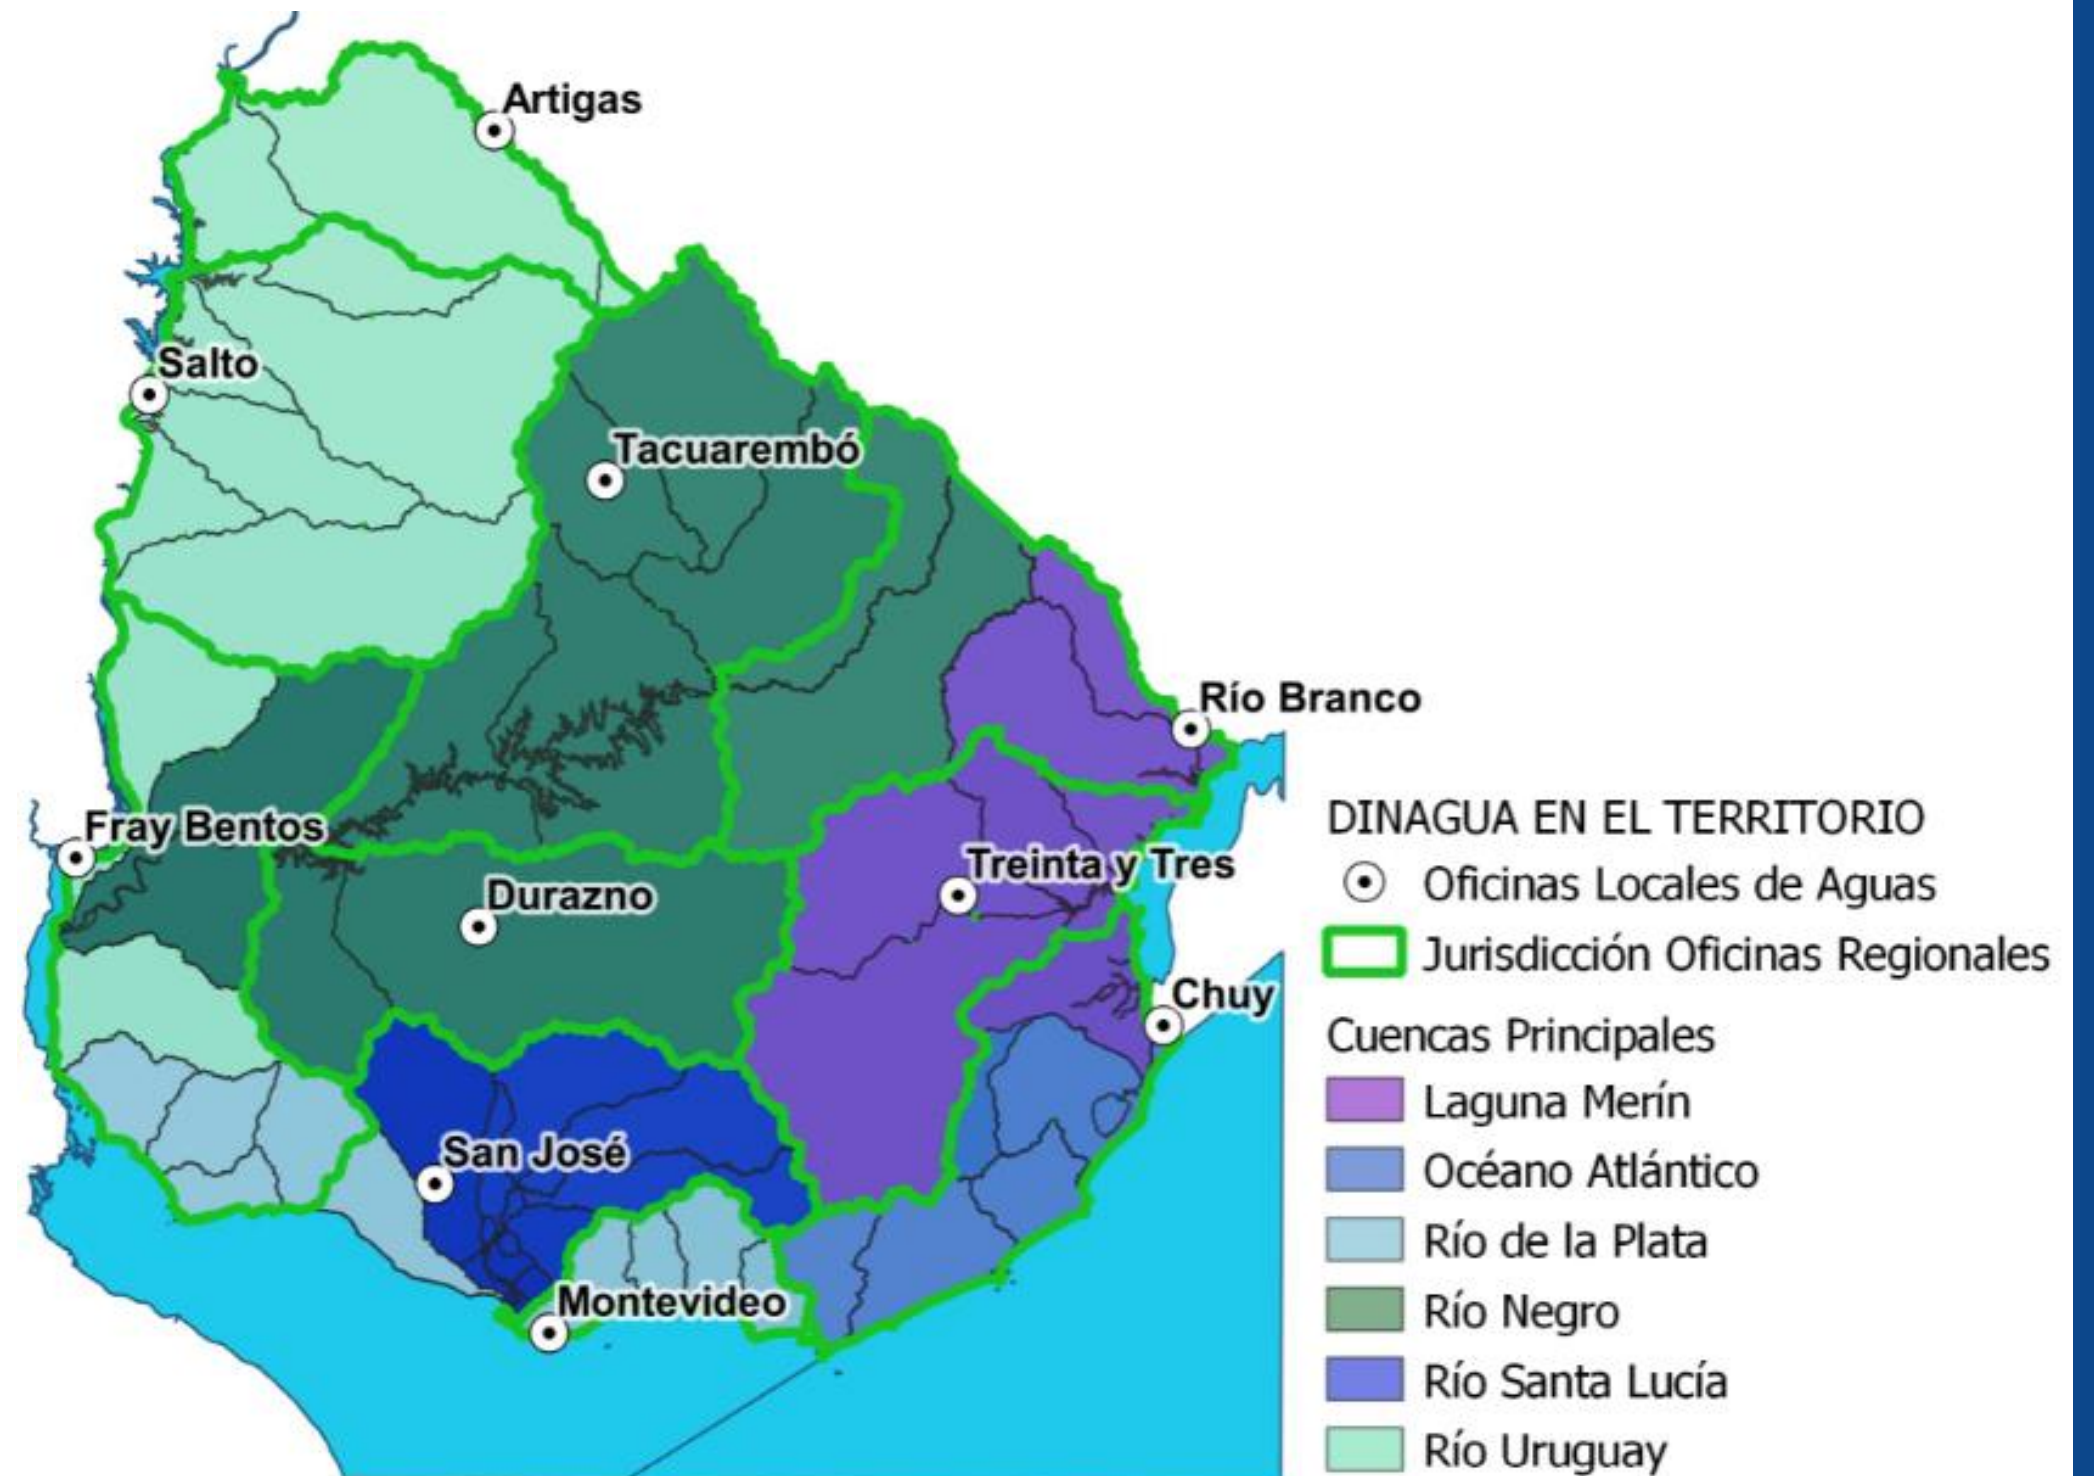 Artigas
Salto
Tacuarembó
Río Branco
Fray Bentos
Durazno
Treinta y Tres
Chuy
San José
Montevideo
DINAGUA EN EL TERRITORIO
Oficinas Locales de Aguas
Jurisdicción Oficinas Regionales
Cuencas Principales
Laguna Merín
Océano Atlántico
Río de la Plata
Río Negro
Río Santa Lucía
Río Uruguay